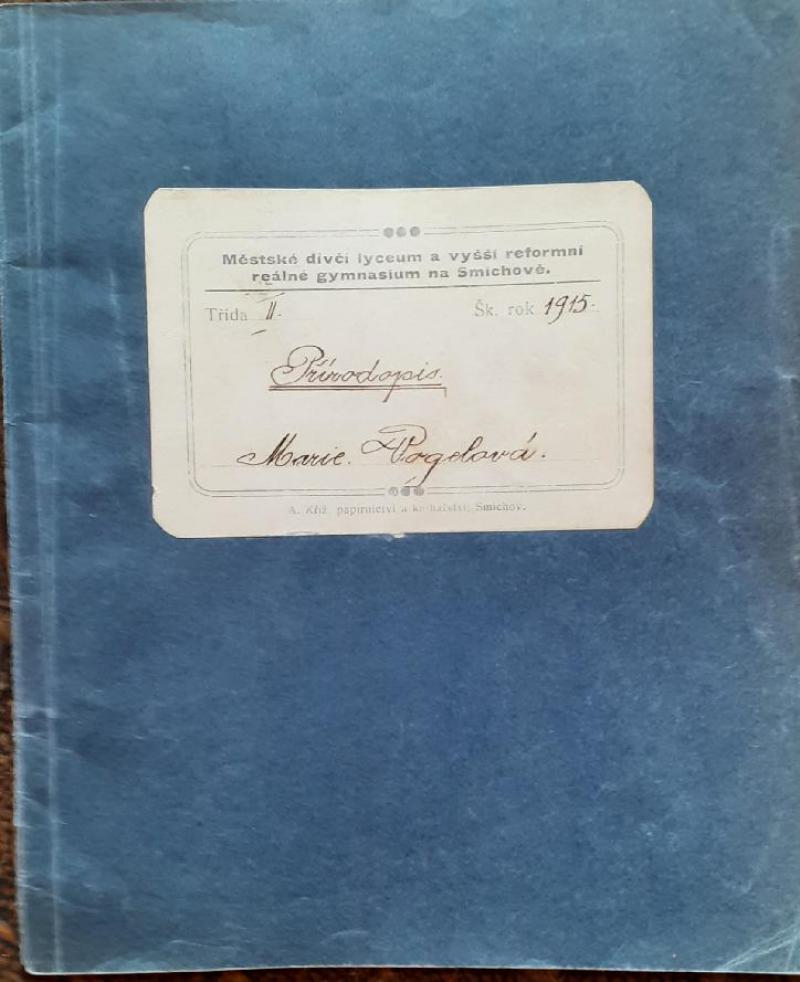 Městské dívčí lyceum a vyšší reformní
reálné gymnasium na Smíchově.
Třída II. Šk. rok 1915.
Přírodopis.
Marie. Vogelová.
A. Kříž, papírnictví a knihařství, Smíchov.